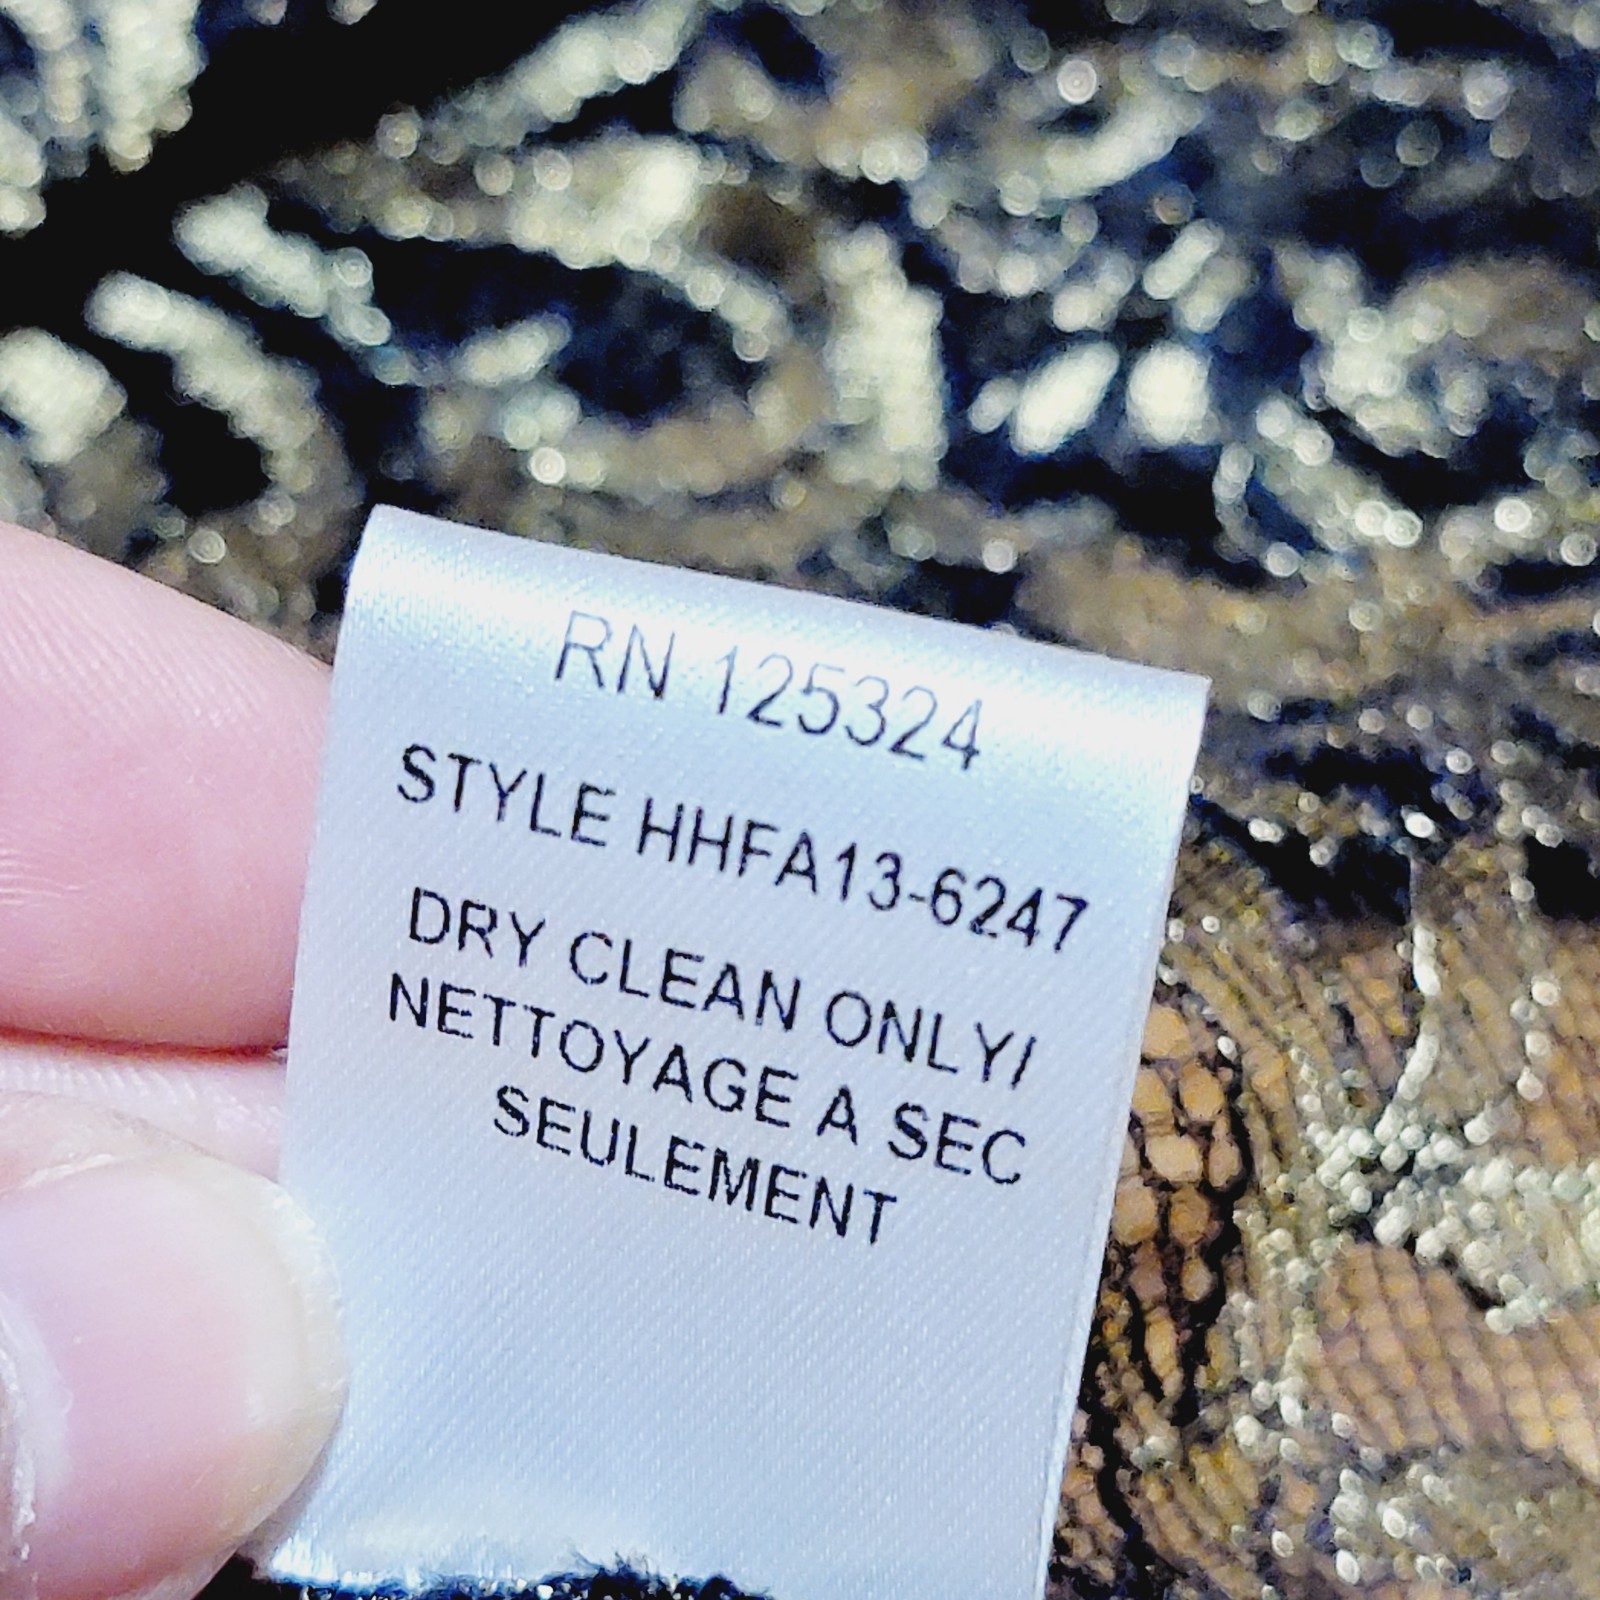 RN 125324
STYLE HHFA13-6247
DRY CLEAN ONLY/
NETTOYAGE A SEC
SEULEMENT